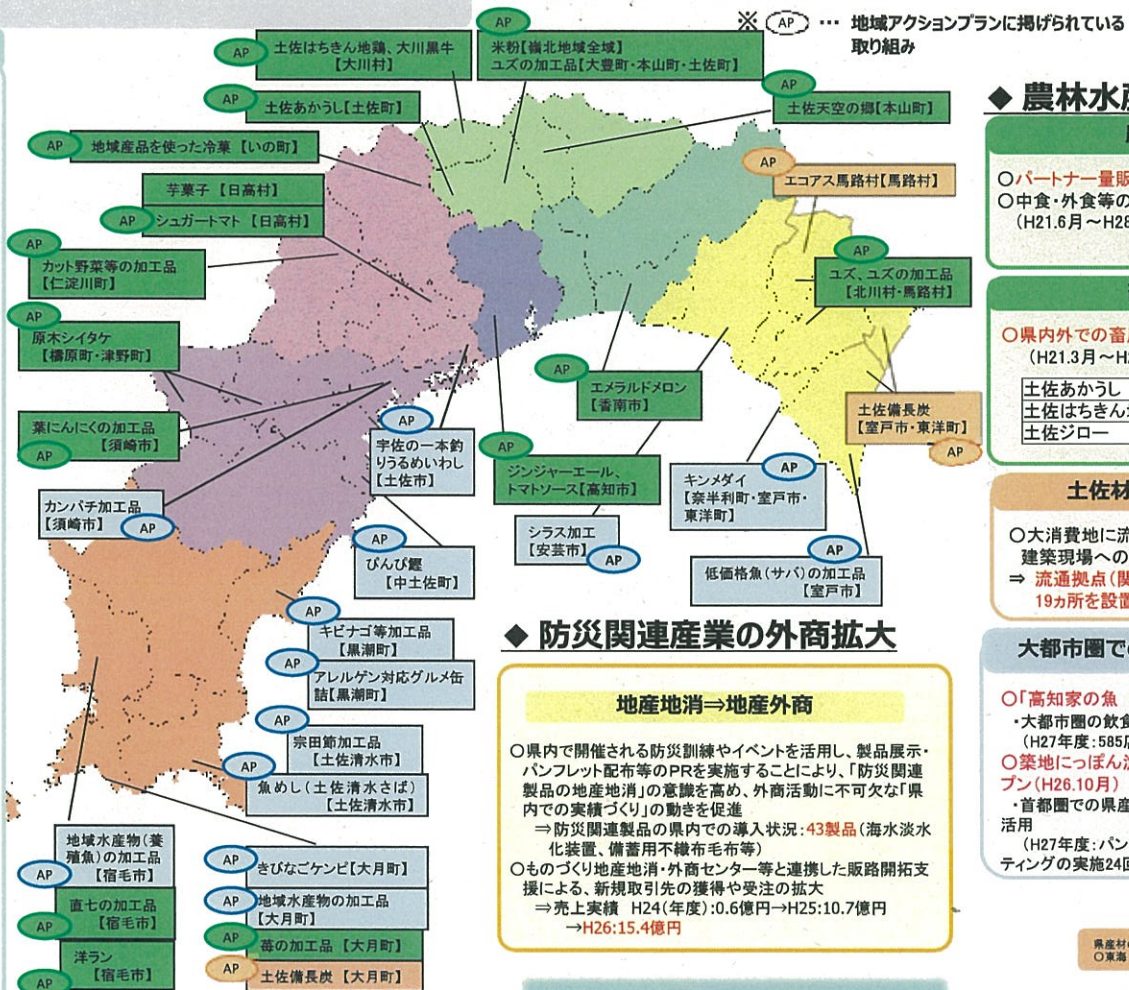 ※ AP … 地域アクションプランに掲げられている
取り組み
AP
土佐はちきん地鶏、大川黒牛
【大川村】
AP
米粉【嶺北地域全域】
ユズの加工品【大豊町・本山町・土佐町】
AP
土佐あかうし【土佐町】
AP
土佐天空の郷【本山町】
AP
地域産品を使った冷菓 【いの町】
AP
エコアス馬路村【馬路村】
芋菓子 【日高村】
AP
シュガートマト 【日高村】
AP
カット野菜等の加工品
【仁淀川町】
AP
ユズ、ユズの加工品
【北川村・馬路村】
AP
原木シイタケ
【檮原町・津野町】
AP
エメラルドメロン
【香南市】
土佐備長炭
【室戸市・東洋町】
AP
葉にんにくの加工品
【須崎市】
AP
AP
宇佐の一本釣
りうるめいわし
【土佐市】
AP
ジンジャーエール、
トマトソース【高知市】
キンメダイ
【奈半利町・室戸市・
東洋町】
AP
カンパチ加工品
【須崎市】
AP
シラス加工
【安芸市】
AP
AP
びんび鰹
【中土佐町】
AP
低価格魚(サバ)の加工品
【室戸市】
AP
キビナゴ等加工品
【黒潮町】
AP
アレルゲン対応グルメ缶
詰【黒潮町】
AP
宗田節加工品
【土佐清水市】
AP
魚めし(土佐清水さば)
【土佐清水市】
地域水産物(養
殖魚)の加工品
【宿毛市】
AP
直七の加工品
【宿毛市】
AP
洋ラン
【宿毛市】
AP
AP
きびなごケンピ【大月町】
AP
地域水産物の加工品
【大月町】
AP
苺の加工品 【大月町】
AP
土佐備長炭 【大月町】
◆ 防災関連産業の外商拡大
地産地消⇒地産外商
○県内で開催される防災訓練やイベントを活用し、製品展示・
パンフレット配布等のPRを実施することにより、「防災関連
製品の地産地消」の意識を高め、外商活動に不可欠な「県
内での実績づくり」の動きを促進
⇒防災関連製品の県内での導入状況:43製品(海水淡水
化装置、備蓄用不織布毛布等)
○ものづくり地産地消・外商センター等と連携した販路開拓支
援による、新規取引先の獲得や受注の拡大
⇒売上実績 H24(年度):0.6億円→H25:10.7億円
→H26:15.4億円
◆ 農林水
○パートナー量販
○中食・外食等の
(H21.6月～H28
○県内外での畜
(H21.3月～H
土佐あかうし
土佐はちきん
土佐ジロー
土佐材
○大消費地に流
建築現場への
⇒ 流通拠点(関
19ヵ所を設置
大都市圏で
○「高知家の魚
・大都市圏の飲食
(H27年度:585店
○築地にっぽん
プン(H26.10月)
・首都圏での県産
活用
(H27年度:パン
ティングの実施24回
県産材
○東海